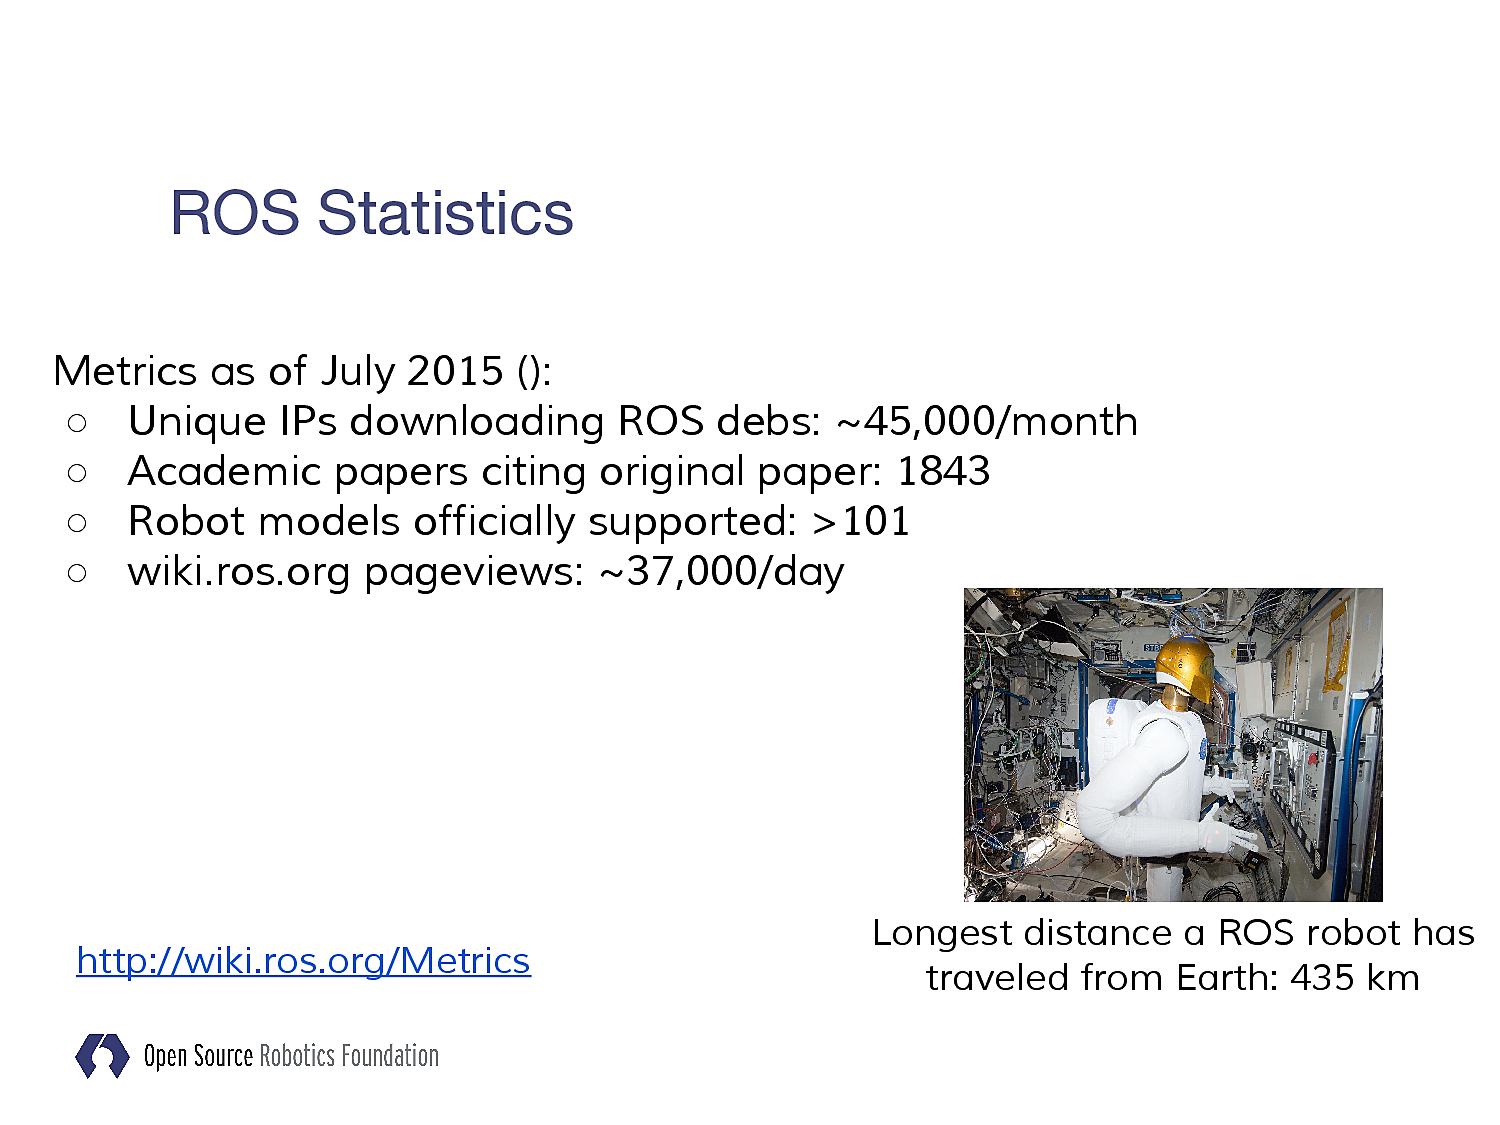 ROS Statistics
Metrics as of July 2015 ():
○ Unique IPs downloading ROS debs: ~45,000/month
○ Academic papers citing original paper: 1843
○ Robot models officially supported: >101
○ wiki.ros.org pageviews: ~37,000/day
Longest distance a ROS robot has
traveled from Earth: 435 km
http://wiki.ros.org/Metrics
Open Source Robotics Foundation